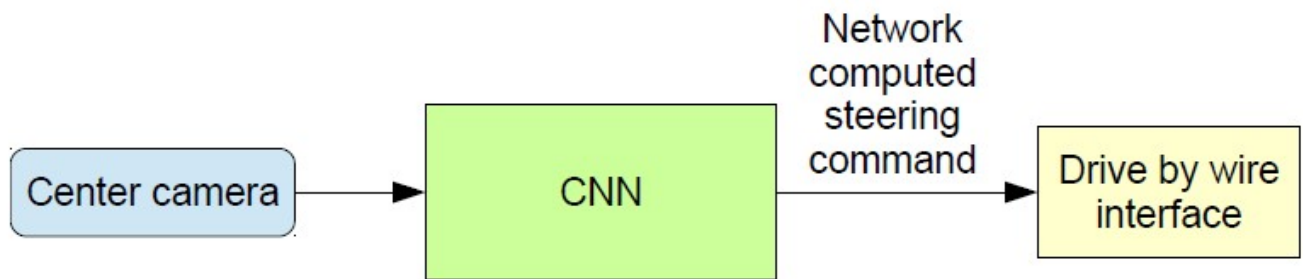 Center camera
CNN
Network
computed
steering
command
Drive by wire
interface